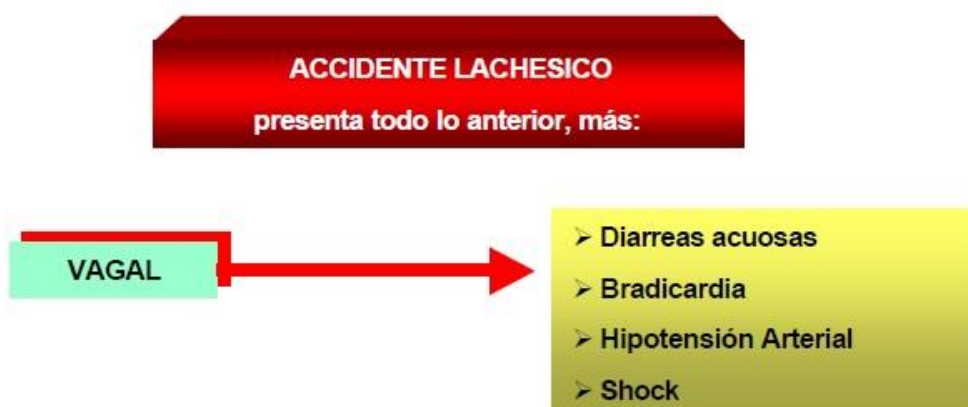 ACCIDENTE LACHESICO
presenta todo lo anterior, más:
VAGAL
➢ Diarreas acuosas
➢ Bradicardia
➢ Hipotensión Arterial
➢ Shock